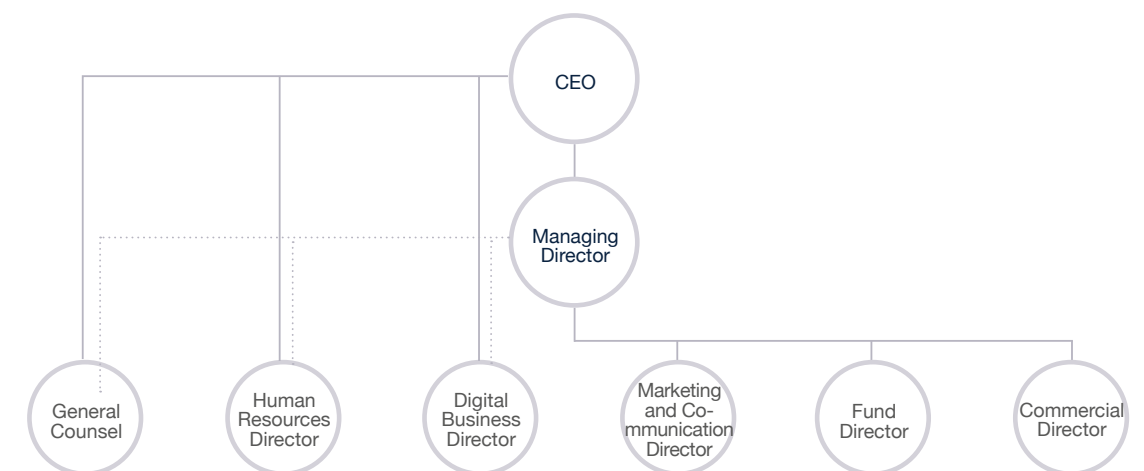 CEO
Managing
Director
General
Counsel
Human
Resources
Director
Digital
Business
Director
Marketing
and Co-
mmunication
Director
Fund
Director
Commercial
Director